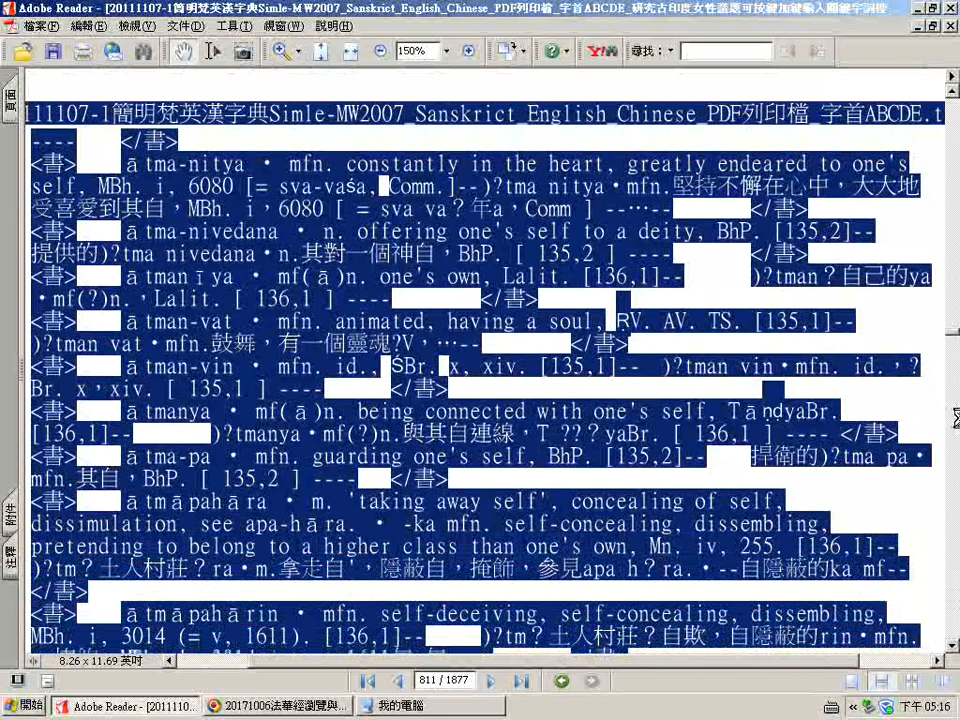 Adobe Reader - [20111107-1簡明梵英漢字典Simle-MW2007_Sanskrict_English_Chinese_PDF列印檔_字首ABCDE_研究古印度女性議題可按鍵加鍵輸入關鍵字詞搜
檔案(F) 編輯(E) 檢視(V) 文件(D) 工具(T) 視窗(W) 說明(H)
150% Y! 尋找：
頁面
111107-1簡明梵英漢字典Simle-MW2007_Sanskrict_English_Chinese_PDF列印檔_字首ABCDE.t
---- </書>
<書> ātma-nitya · mfn. constantly in the heart, greatly endeared to one's
self, MBh. i, 6080 [= sva-vaśa, Comm.]--)?tma nitya·mfn.堅持不懈在心中，大大地
受喜愛到其自，MBh. i，6080 [ = sva va？年a，Comm ] --…-- </書>
<書> ātma-nivedana · n. offering one's self to a deity, BhP. [135,2]--
提供的)?tma nivedana·n.其對一個神自，BhP. [ 135,2 ] ---- </書>
<書> ātmanīya · mf(ā)n. one's own, Lalit. [136,1]-- )?tman？自己的ya
·mf(?)n.，Lalit. [ 136,1 ] ---- </書>
<書> ātman-vat · mfn. animated, having a soul, RV. AV. TS. [135,1]--
)?tman vat·mfn.鼓舞，有一個靈魂?V，…-- </書>
<書> ātman-vin · mfn. id., ŚBr. x, xiv. [135,1]-- )?tman vin·mfn. id.，?
Br. x，xiv. [ 135,1 ] ---- </書>
<書> ātmanya · mf(ā)n. being connected with one's self, TāndyaBr.
[136,1]-- )?tmanya·mf(?)n.與其自連線 T ??？yaBr. [ 136,1 ] ---- </書>
<書> ātma-pa · mfn. guarding one's self, BhP. [135,2]-- 捍衛的)?tma pa·
mfn.其自，BhP. [ 135,2 ] ---- </書>
<書> ātmāpahāra · m. 'taking away self', concealing of self,
dissimulation, see apa-hāra. · -ka mfn. self-concealing, dissembling,
pretending to belong to a higher class than one's own, Mn. iv, 255. [136,1]--
)?tm？土人村莊？ra·m.拿走自'，隱蔽自，掩飾，參見apa h？ra.·--自隱蔽的ka mf--
</書>
<書> ātmāpahārin · mfn. self-deceiving, self-concealing, dissembling,
MBh. i, 3014 (= v, 1611). [136,1]-- )?tm？土人村莊？自欺，自隱蔽的rin·mfn.
附件
注釋
8.26 x 11.69 英吋
811 / 1877
開始 Adobe Reader - [2011110... 20171006法華經瀏覽與... 我的電腦 下午 05:16